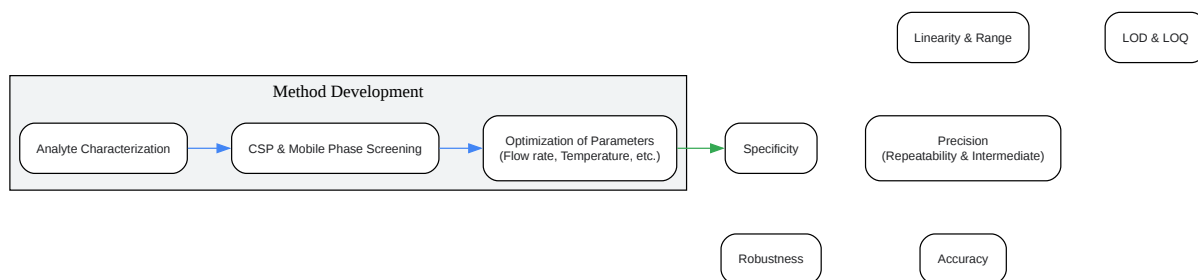 Linearity & Range
LOD & LOQ
Method Development
Analyte Characterization
CSP & Mobile Phase Screening
Optimization of Parameters
(Flow rate, Temperature, etc.)
Specificity
Precision
(Repeatability & Intermediate)
Robustness
Accuracy